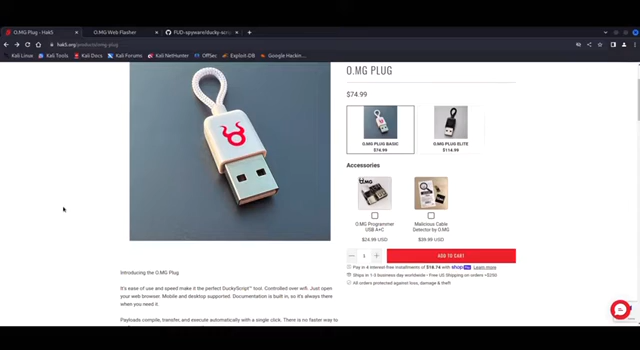 O.MG Plug - Hak5
O.MG Web Flasher
FUD-spyware/ducky-scri
hak5.org/products/omg-plug
Kali Linux
Kali Tools
Kali Docs
Kali Forums
Kali NetHunter
OffSec
Exploit-DB
Google Hackin...
O.MG PLUG
$74.99
O.MG PLUG BASIC
$74.99
O.MG PLUG ELITE
$114.99
Accessories
O.MG Programmer
USB A+C
$24.99 USD
Malicious Cable
Detector by O.MG
$39.99 USD
1
ADD TO CART
Pay in 4 interest free installments of $18.74 with shop Pay Learn more
Ships in 1-3 business day worldwide - Free US Shipping on orders +$250
All orders protected against loss, damage & theft
Introducing the O.MG Plug
It's ease of use and speed make it the perfect DuckyScript™ tool. Controlled over wifi. Just open
your web browser. Mobile and desktop supported. Documentation is built in, so it's always there
when you need it.
Payloads compile, transfer, and execute automatically with a single click. There is no faster way